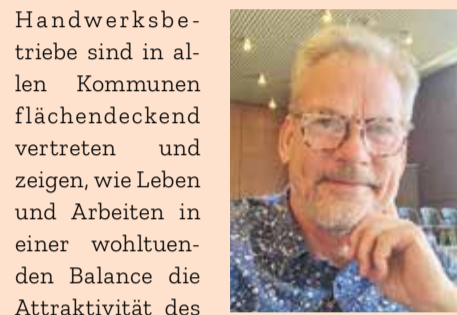 Handwerksbe-
triebe sind in al-
len Kommunen
flächendeckend
vertreten und
zeigen, wie Leben
und Arbeiten in
einer wohltuen-
den Balance die
Attraktivität des